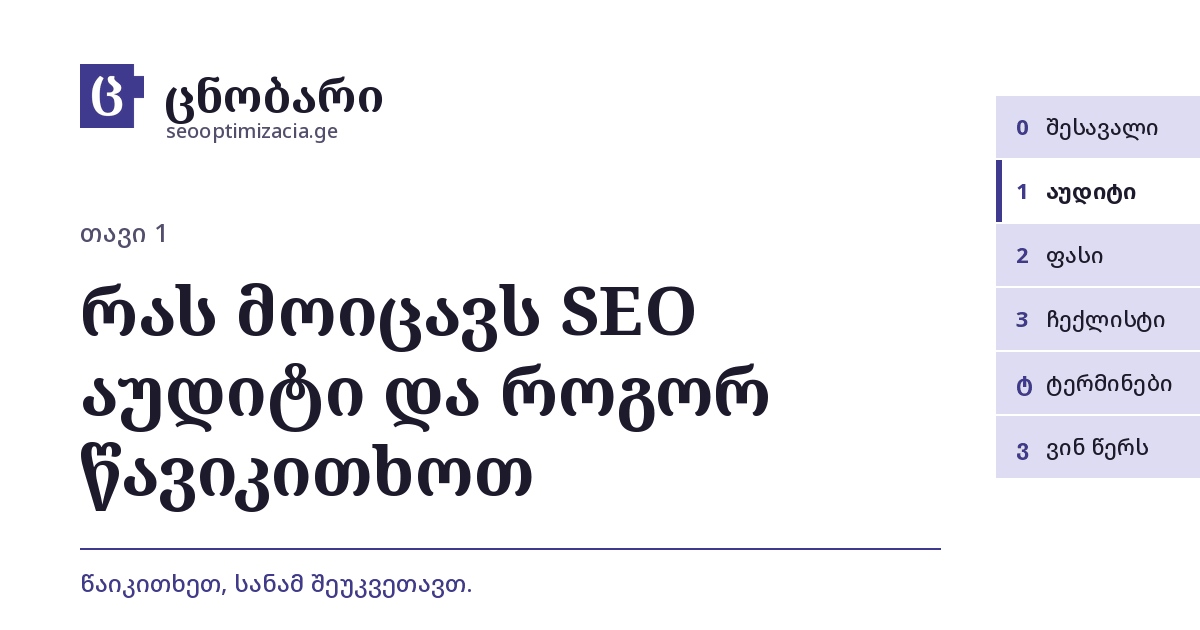 ც
ცნობარი
seooptimizacia.ge
თავი 1
რას მოიცავს SEO
აუდიტი და როგორ
წავიკითხოთ
წაიკითხეთ, სანამ შეუკვეთავთ.
0 შესავალი
1 აუდიტი
2 ფასი
3 ჩექლისტი
ტ ტერმინები
ვ ვინ წერს